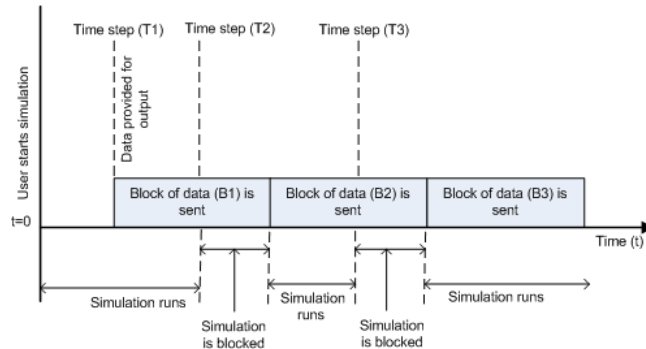 Time step (T1)
Time step (T2)
Time step (T3)
User starts simulation
Data provided for
output
Block of data (B1) is
sent
Block of data (B2) is
sent
Block of data (B3) is
sent
t=0
Time (t)
Simulation runs
Simulation
is blocked
Simulation
runs
Simulation
is blocked
Simulation runs